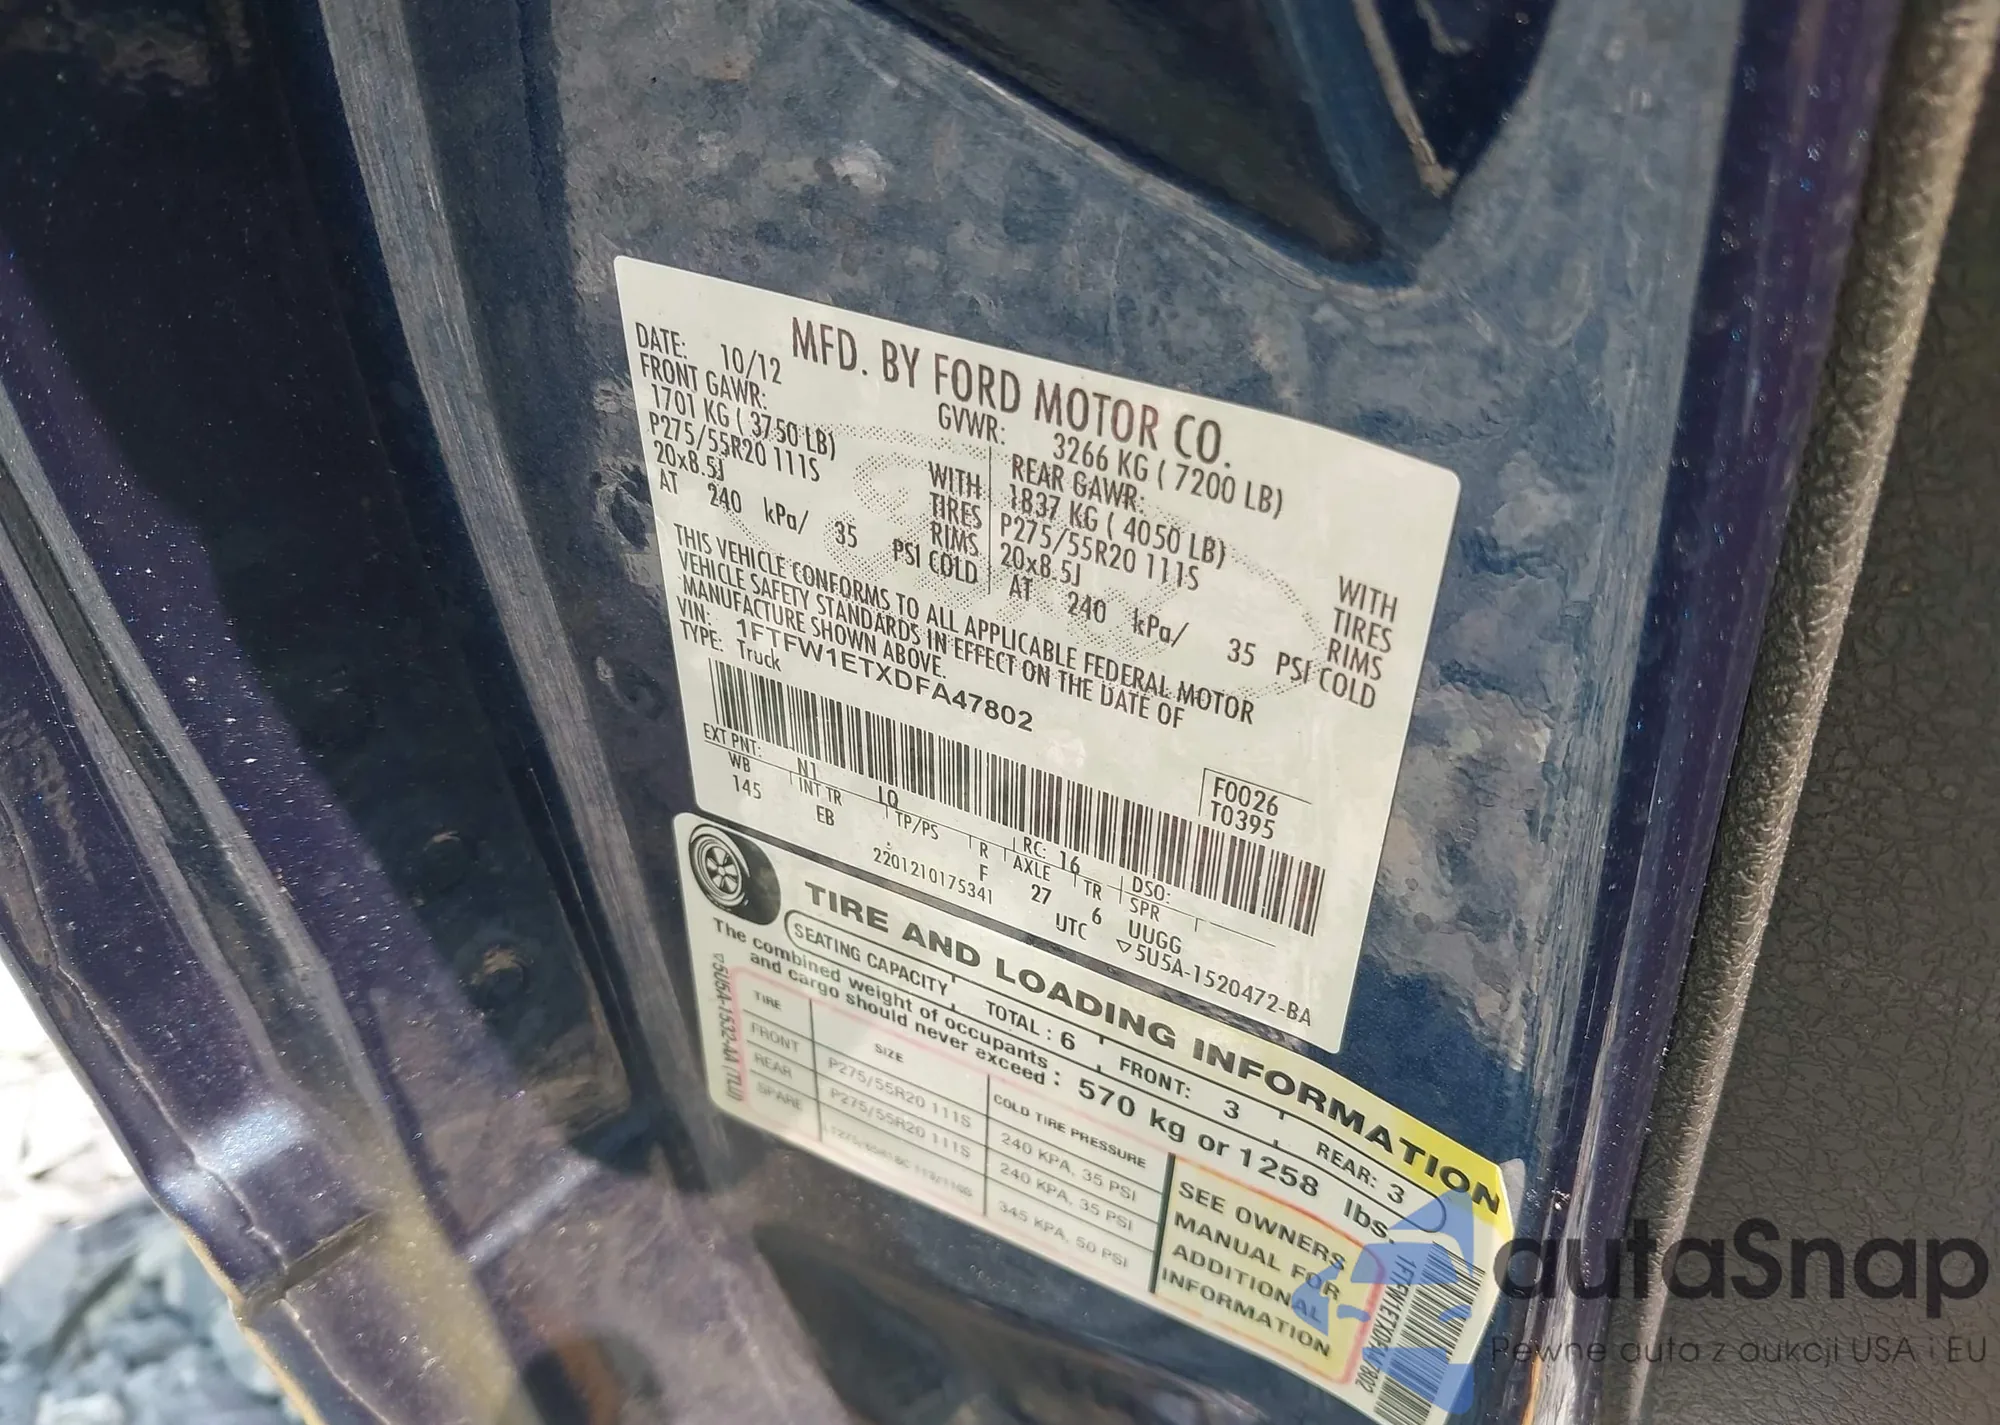 MFD. BY FORD MOTOR CO.
DATE: 10/12
GVWR: 3266 KG ( 7200 LB)
FRONT GAWR:
REAR GAWR:
1701 KG ( 3750 LB)
WITH
1837 KG ( 4050 LB)
WITH
P275/55R20 111S
TIRES
P275/55R20 111S
TIRES
20x8.5J
RIMS
20x8.5J
RIMS
AT 240 kPa/ 35 PSI COLD
AT 240 kPa/ 35 PSI COLD
THIS VEHICLE CONFORMS TO ALL APPLICABLE FEDERAL MOTOR
VEHICLE SAFETY STANDARDS IN EFFECT ON THE DATE OF
MANUFACTURE SHOWN ABOVE.
VIN: 1FTFW1ETXDFA47802
TYPE: Truck
F0026
T0395
EXT PNT: N1 LQ RC: 16 DSO:
WB INT TR TP/PS R AXLE TR SPR
145 EB F 27 6 UUGG
2201210175341 UTC ▽5U5A-1520472-BA
TIRE AND LOADING INFORMATION
SEATING CAPACITY TOTAL : 6 FRONT: 3 REAR: 3
The combined weight of occupants
and cargo should never exceed : 570 kg or 1258 lbs.
TIRE SIZE COLD TIRE PRESSURE
FRONT P275/55R20 111S 240 KPA, 35 PSI
REAR P275/55R20 111S 240 KPA, 35 PSI
SPARE 345 KPA, 50 PSI
SEE OWNERS
MANUAL FOR
ADDITIONAL
INFORMATION
1FTFW1ETXDFA47802
autaSnap
Pewne auta z aukcji USA i EU